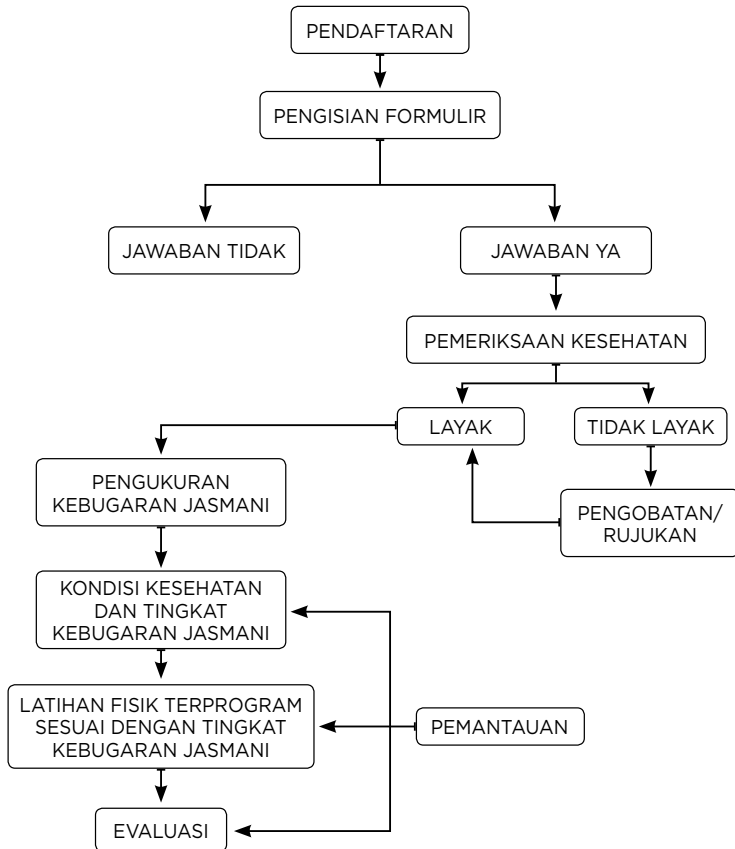 PENDAFTARAN
PENGISIAN FORMULIR
JAWABAN TIDAK
JAWABAN YA
PEMERIKSAAN KESEHATAN
LAYAK
TIDAK LAYAK
PENGUKURAN
KEBUGARAN JASMANI
PENGOBATAN/
RUJUKAN
KONDISI KESEHATAN
DAN TINGKAT
KEBUGARAN JASMANI
LATIHAN FISIK TERPROGRAM
SESUAI DENGAN TINGKAT
KEBUGARAN JASMANI
PEMANTAUAN
EVALUASI